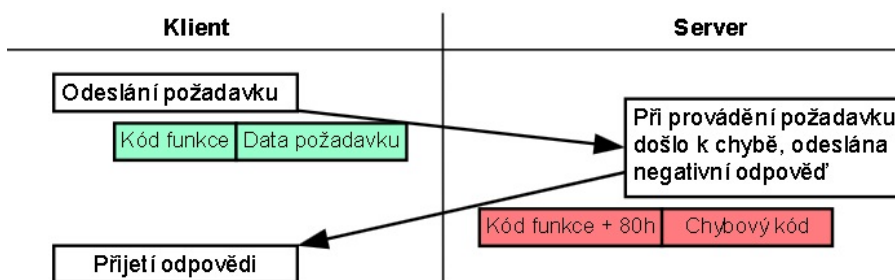 Klient
Server
Odeslání požadavku
Kód funkce Data požadavku
Při provádění požadavku
došlo k chybě, odeslána
negativní odpověď
Kód funkce + 80h Chybový kód
Přijetí odpovědi